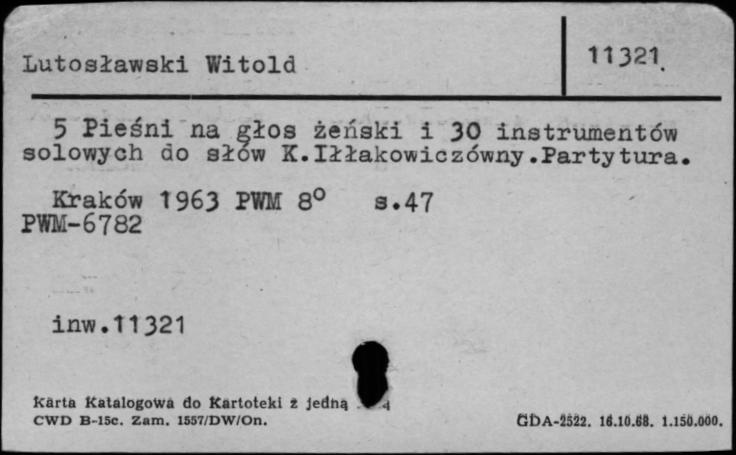 Lutosławski Witold
11321.
5 Pieśni na głos żeński i 30 instrumentów
solowych do słów K.Iłłakowiczówny.Partytura.
Kraków 1963 PWM 8° s.47
PWM-6782
inw.11321
Karta Katalogowa do Kartoteki z jedną
CWD B-15c. Zam. 1557/DW/On.
GDA-2522. 16.10.68. 1.150.000.